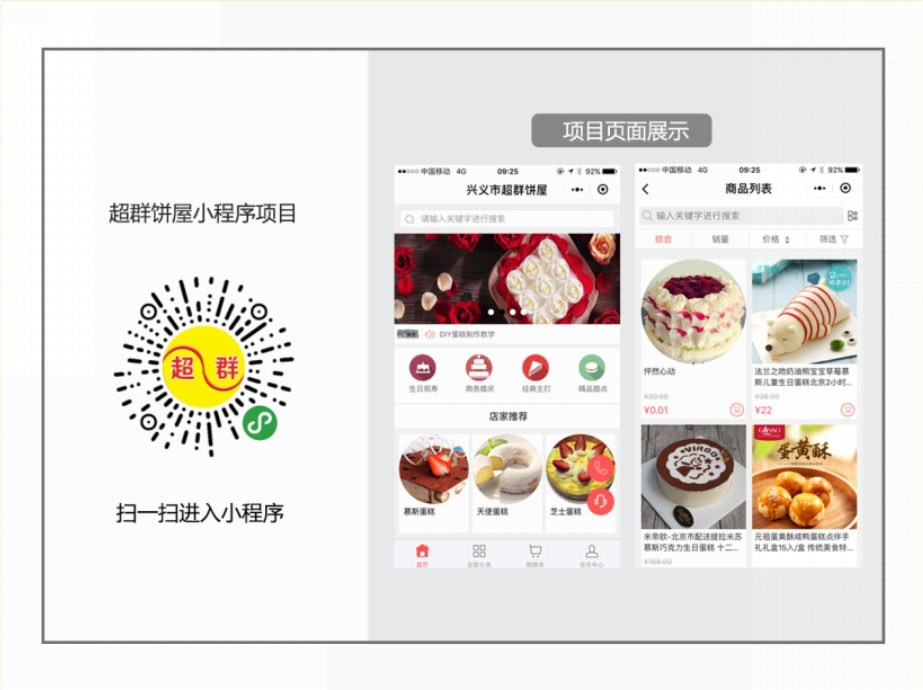 项目页面展示
超群饼屋小程序项目
超 群
扫一扫进入小程序
中国移动 4G 09:25 92%
兴义市超群饼屋
请输入关键字进行搜索
DIY蛋糕制作教学
生日祝寿 商务婚庆 经典主打 精品甜点
店家推荐
慕斯蛋糕 天使蛋糕 芝士蛋糕
首页 全部分类 购物车 会员中心
中国移动 4G 09:25 92%
商品列表
输入关键字进行搜索
综合 销量 价格 筛选
怦然心动
¥30.00
¥0.01
法兰之吻奶油熊宝宝草莓慕
斯儿童生日蛋糕北京2小时...
¥36.00
¥22
VIRGO
米帝欧-北京市配送提拉米苏
慕斯巧克力生日蛋糕 十二...
¥168.00
GANSO
蛋黄酥
元祖蛋黄酥咸鸭蛋糕点伴手
礼礼盒15入/盒 传统美食特...